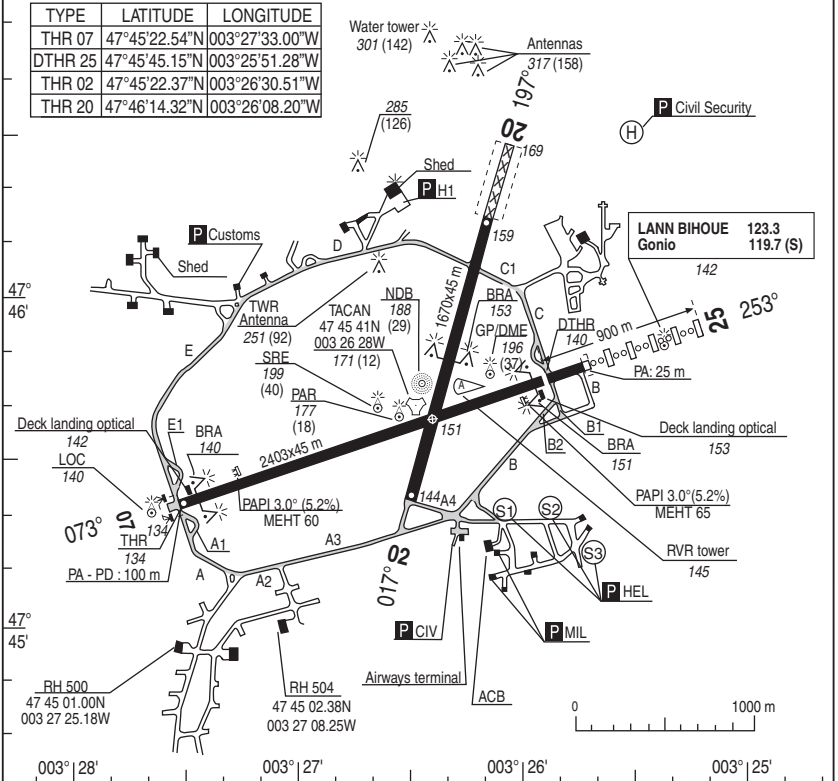 TYPE LATITUDE LONGITUDE
THR 07 47°45'22.54"N 003°27'33.00"W
DTHR 25 47°45'45.15"N 003°25'51.28"W
THR 02 47°45'22.37"N 003°26'30.51"W
THR 20 47°46'14.32"N 003°26'08.20"W
Water tower
301 (142)
Antennas
317 (158)
197°
20
169
285
(126)
P Civil Security
H
Shed
P H1
159
P Customs
Shed
D
LANN BIHOUE 123.3
Gonio 119.7 (S)
142
47°
46'
TWR
Antenna
251 (92)
TACAN
47 45 41N
003 26 28W
171 (12)
NDB
188
(29)
1670x45 m
BRA
153
C1
C
GP/DME
196
(37)
DTHR
140
900 m
25
253°
E
SRE
199
(40)
PAR
177
(18)
A
PA: 25 m
B
Deck landing optical
142
E1
BRA
140
151
B1
B2
Deck landing optical
153
BRA
151
LOC
140
2403x45 m
B
PAPI 3.0°(5.2%)
MEHT 65
073°
07
134
THR
134
PAPI 3.0° (5.2%)
MEHT 60
144
A4
S1
S2
S3
RVR tower
145
A1
A3
02
017°
PA - PD : 100 m
A
A2
P HEL
P CIV
P MIL
Airways terminal
ACB
RH 500
47 45 01.00N
003 27 25.18W
RH 504
47 45 02.38N
003 27 08.25W
47°
45'
0 1000 m
003° 28' 003° 27' 003° 26' 003° 25'